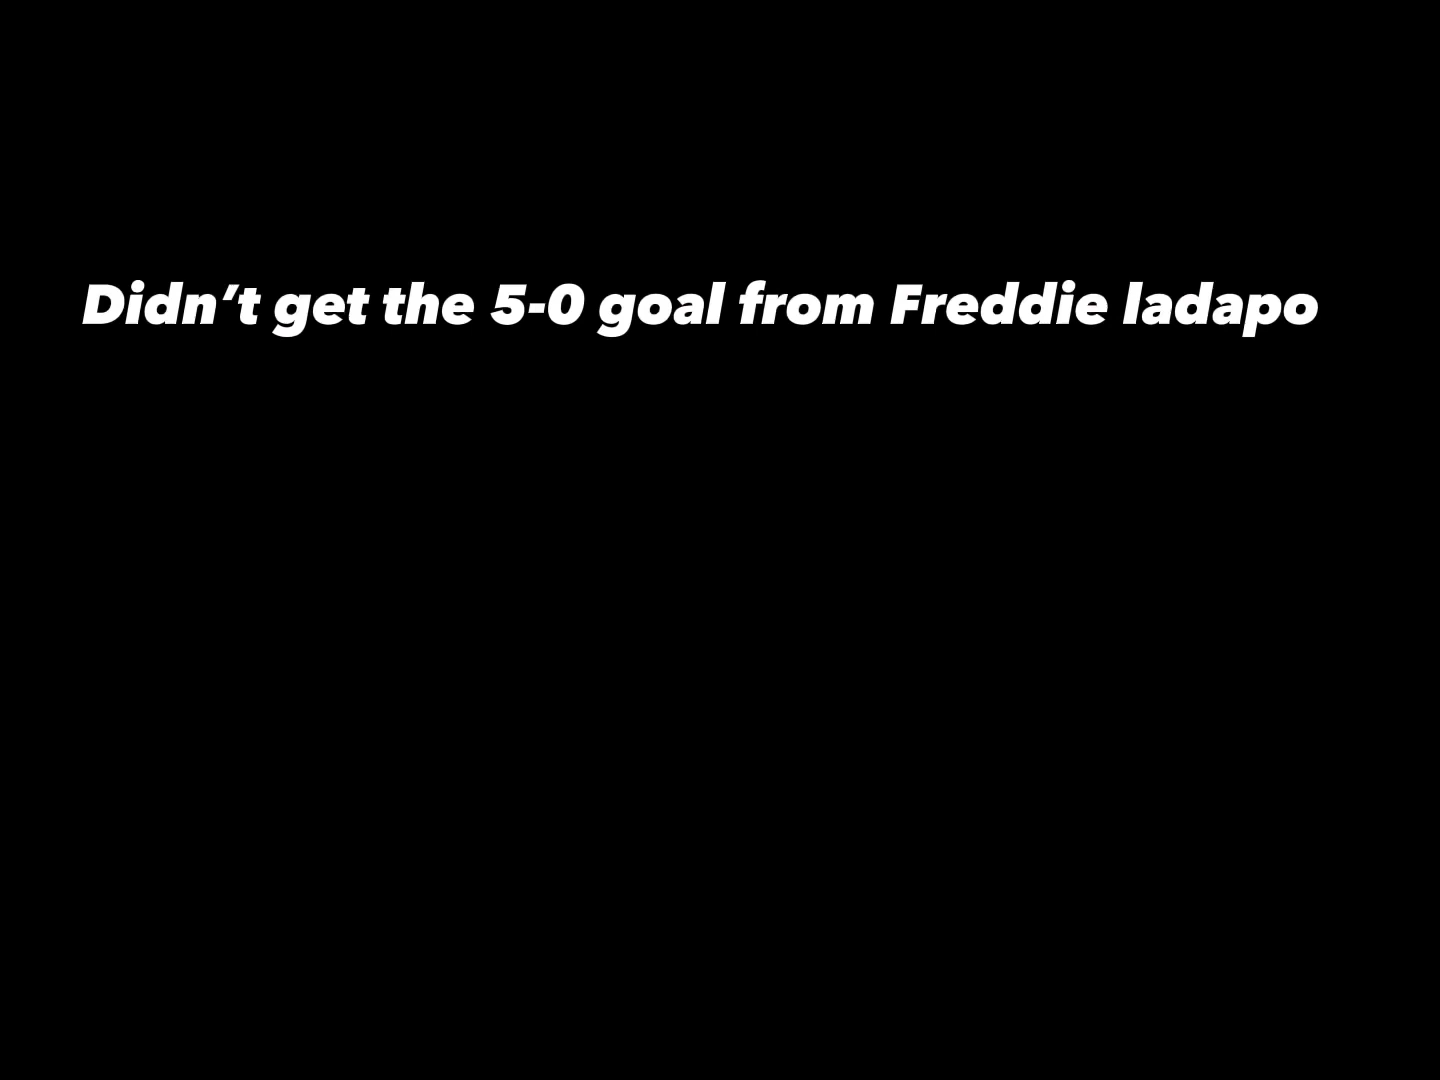 Didn’t get the 5-0 goal from Freddie ladapo